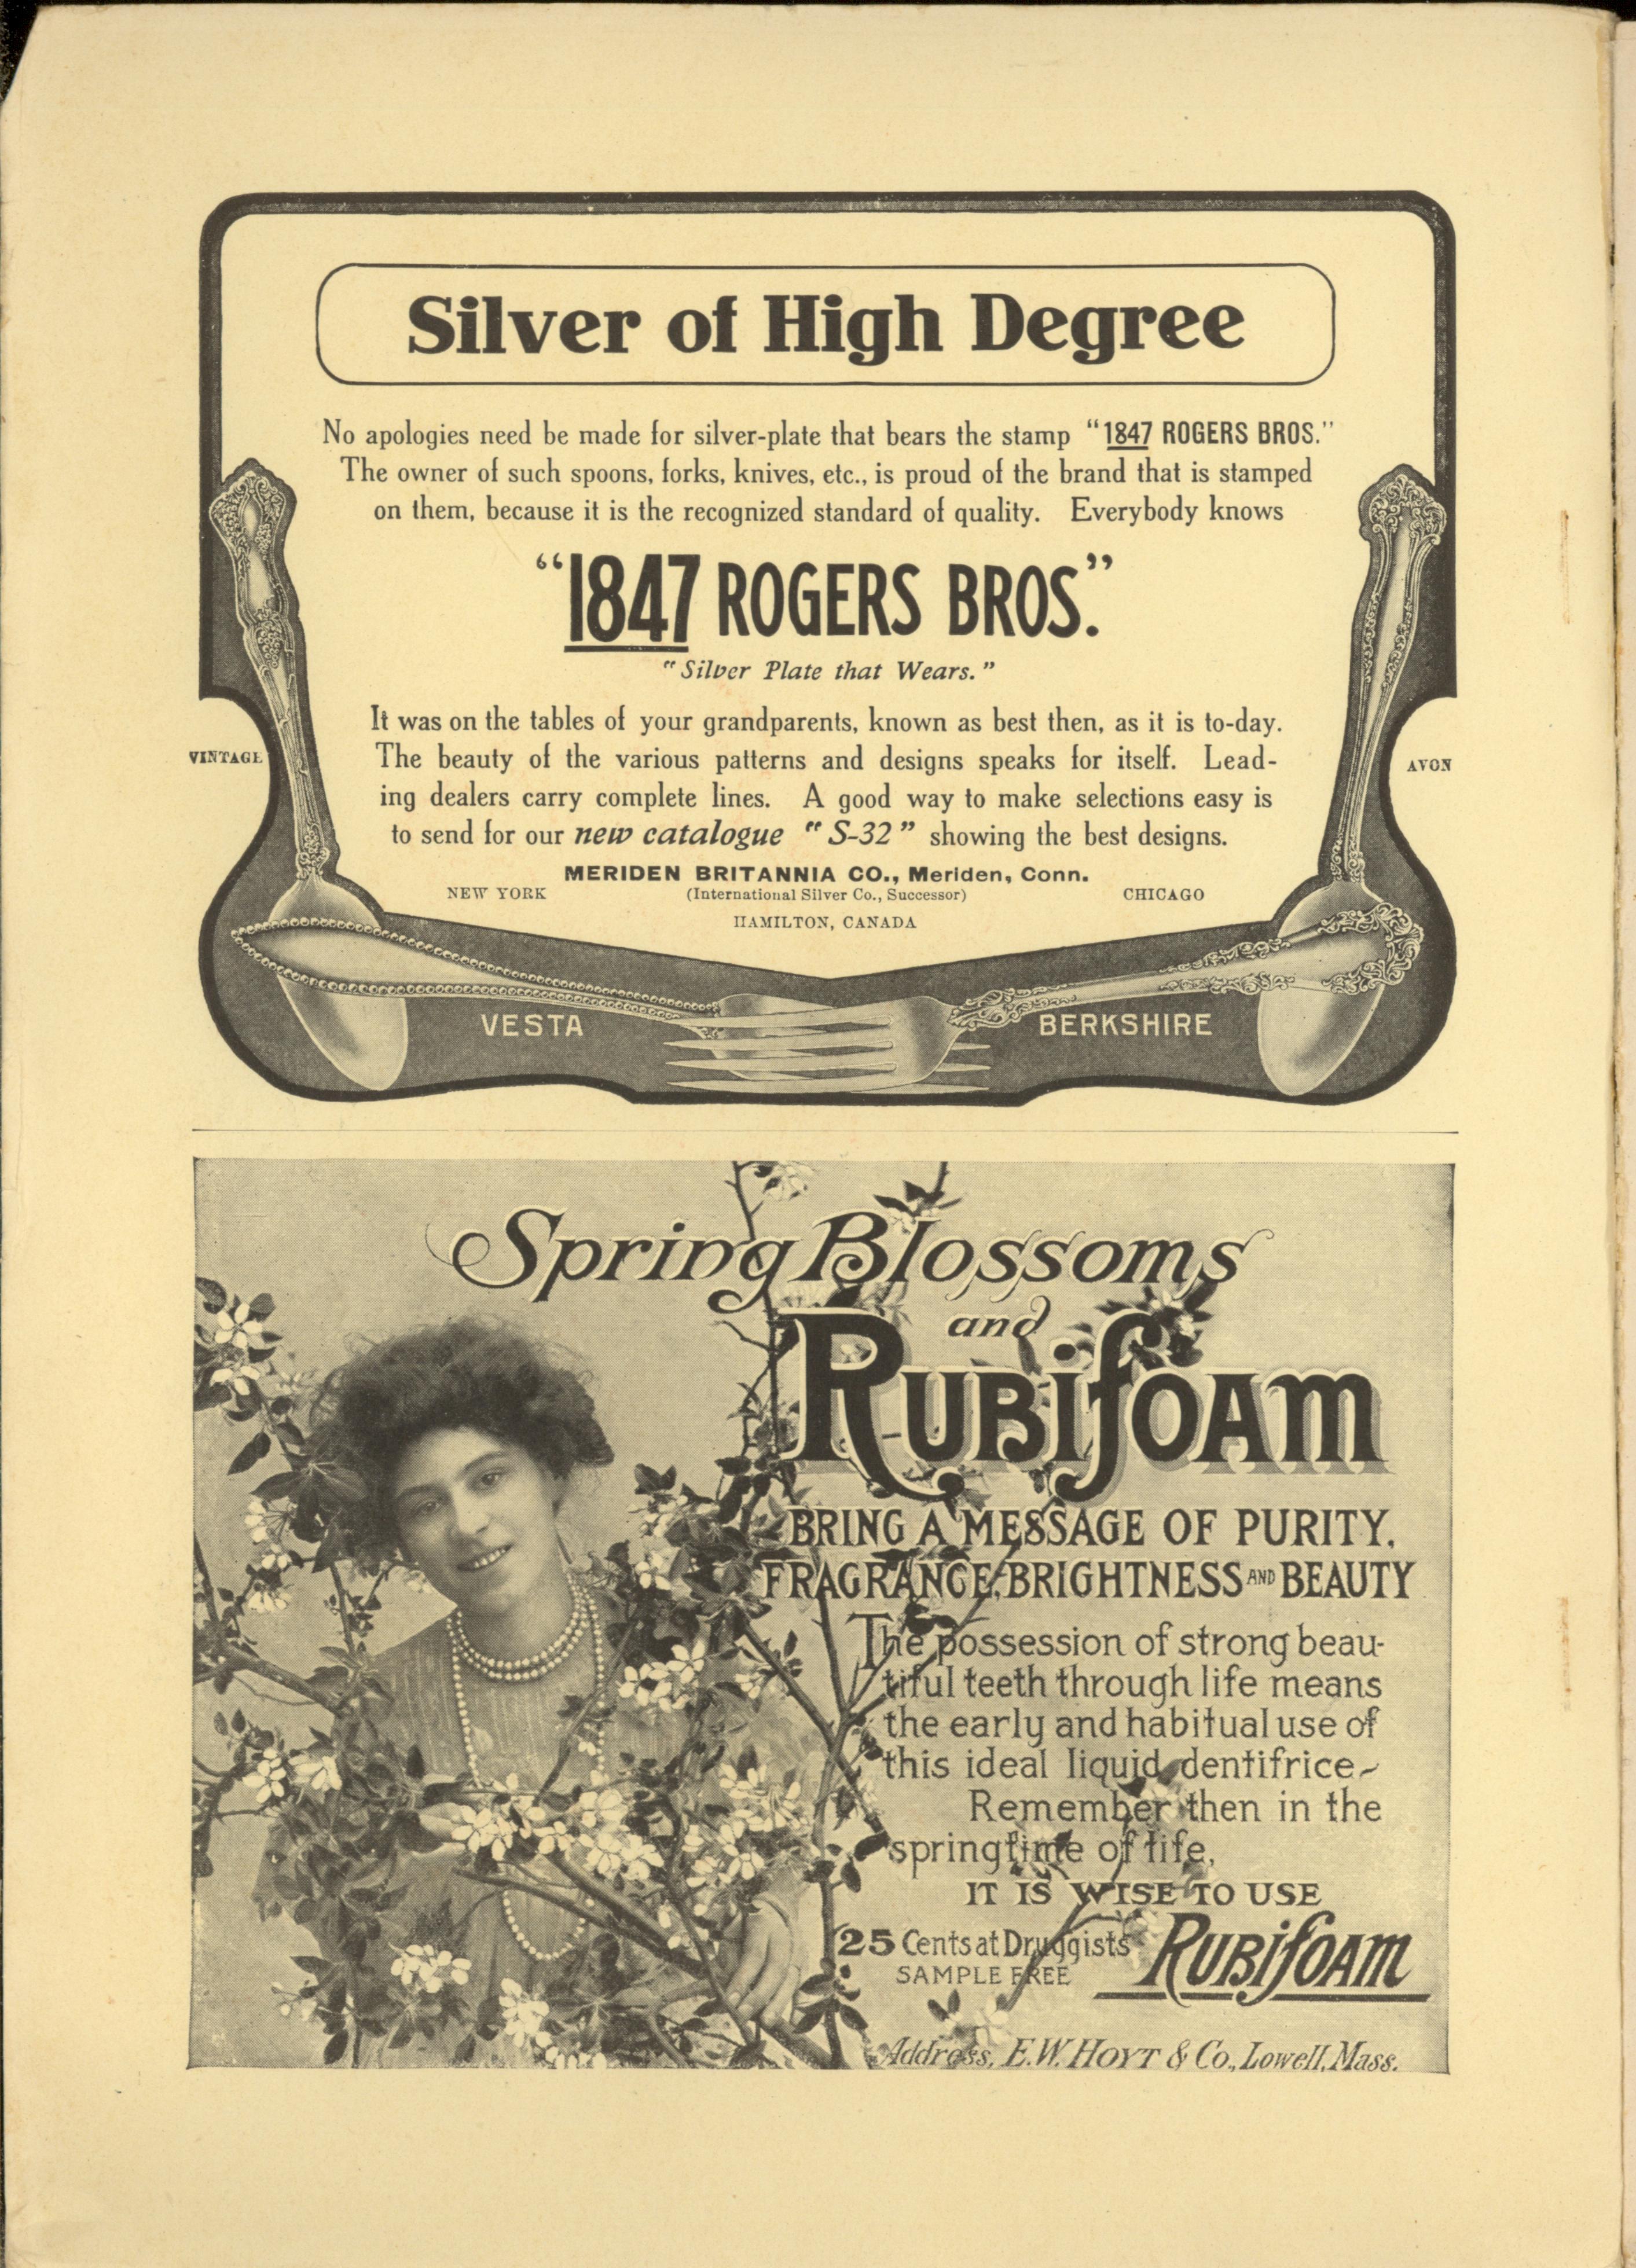 Silver of High Degree
No apologies need be made for silver-plate that bears the stamp "1847 ROGERS BROS."
The owner of such spoons, forks, knives, etc., is proud of the brand that is stamped
on them, because it is the recognized standard of quality. Everybody knows
"1847 ROGERS BROS."
"Silver Plate that Wears."
It was on the tables of your grandparents, known as best then, as it is to-day.
The beauty of the various patterns and designs speaks for itself. Lead-
ing dealers carry complete lines. A good way to make selections easy is
to send for our new catalogue "S-32" showing the best designs.
MERIDEN BRITANNIA CO., Meriden, Conn.
NEW YORK (International Silver Co., Successor) CHICAGO
HAMILTON, CANADA
VINTAGE
AVON
VESTA
BERKSHIRE
Spring Blossoms
and
RUBIfOAM
BRING A MESSAGE OF PURITY,
FRAGRANCE, BRIGHTNESS AND BEAUTY
The possession of strong beau-
tiful teeth through life means
the early and habitual use of
this ideal liquid dentifrice~
Remember then in the
springtime of life,
IT IS WISE TO USE
25 Cents at Druggists RUBIfOAM
SAMPLE FREE
Address, E.W. HOYT & Co., Lowell, Mass.